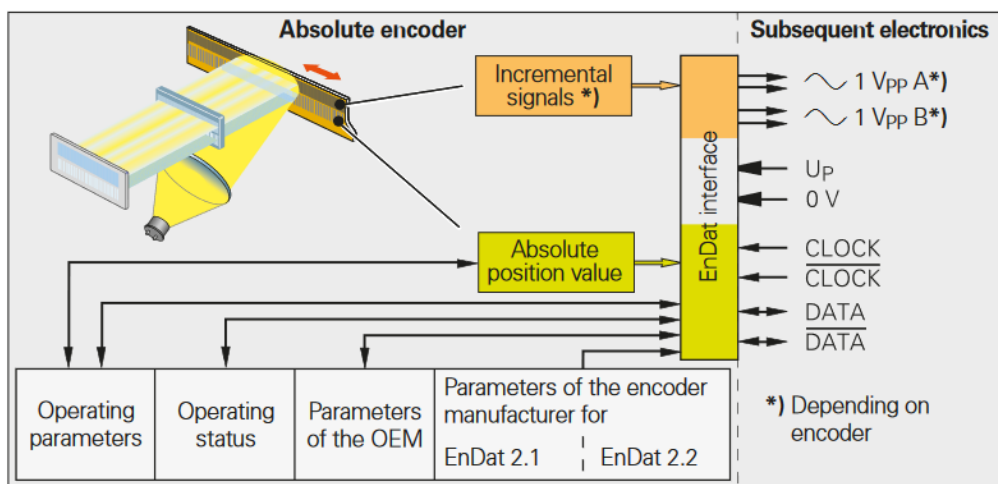 Absolute encoder
Subsequent electronics
Incremental
signals *)
EnDat interface
1 VPP A*)
1 VPP B*)
UP
0 V
Absolute
position value
CLOCK
CLOCK
DATA
DATA
Operating
parameters
Operating
status
Parameters
of the OEM
Parameters of the encoder
manufacturer for
EnDat 2.1
EnDat 2.2
*) Depending on
encoder